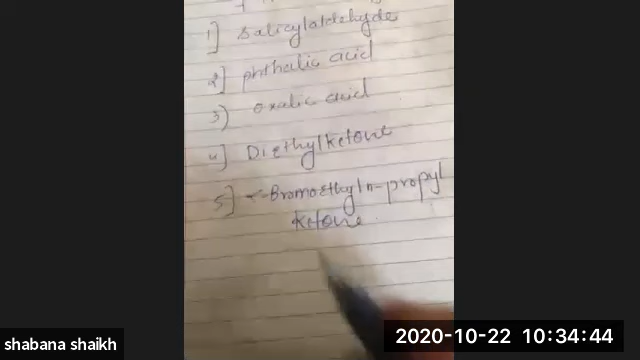 1] Salicylaldehyde
2] phthalic acid
3) oxalic acid
4] Diethylketone
5] α-Bromoethyl n-propyl
ketone
shabana shaikh
2020-10-22 10:34:44